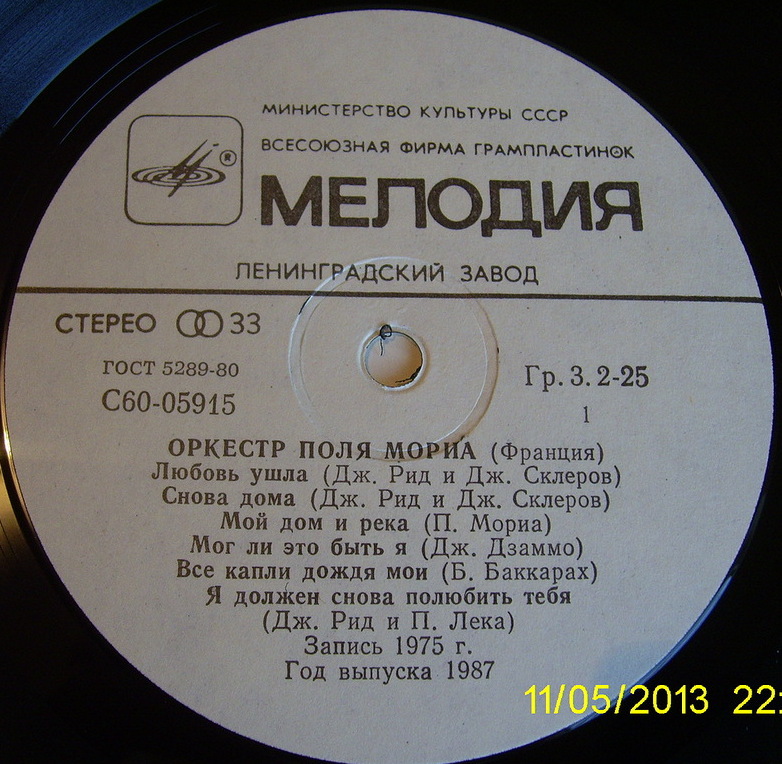 МИНИСТЕРСТВО КУЛЬТУРЫ СССР
ВСЕСОЮЗНАЯ ФИРМА ГРАМПЛАСТИНОК
®
МЕЛОДИЯ
ЛЕНИНГРАДСКИЙ ЗАВОД
СТЕРЕО 33
ГОСТ 5289-80
С60-05915
Гр. 3. 2-25
1
ОРКЕСТР ПОЛЯ МОРИА (Франция)
Любовь ушла (Дж. Рид и Дж. Склеров)
Снова дома (Дж. Рид и Дж. Склеров)
Мой дом и река (П. Мориа)
Мог ли это быть я (Дж. Дзаммо)
Все капли дождя мои (Б. Баккарах)
Я должен снова полюбить тебя
(Дж. Рид и П. Лека)
Запись 1975 г.
Год выпуска 1987
11/05/2013 22: